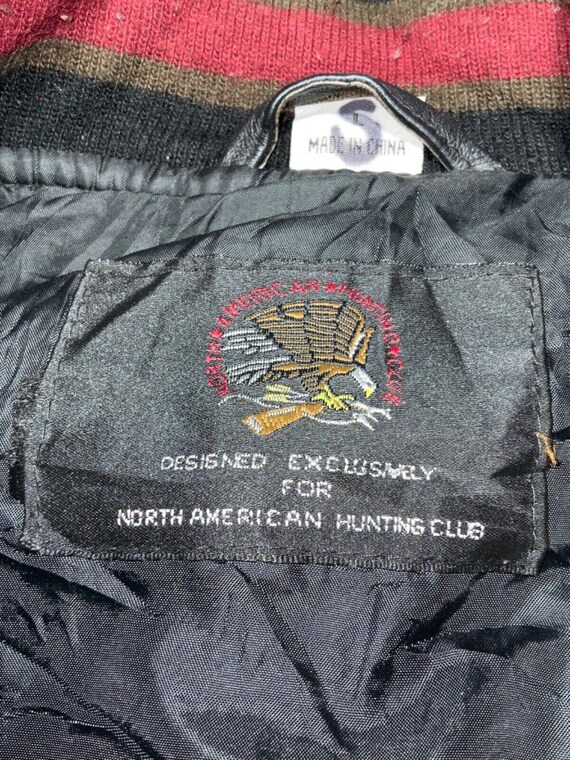 S
L
MADE IN CHINA
NORTH AMERICAN HUNTING CLUB
DESIGNED EXCLUSIVELY
FOR
NORTH AMERICAN HUNTING CLUB